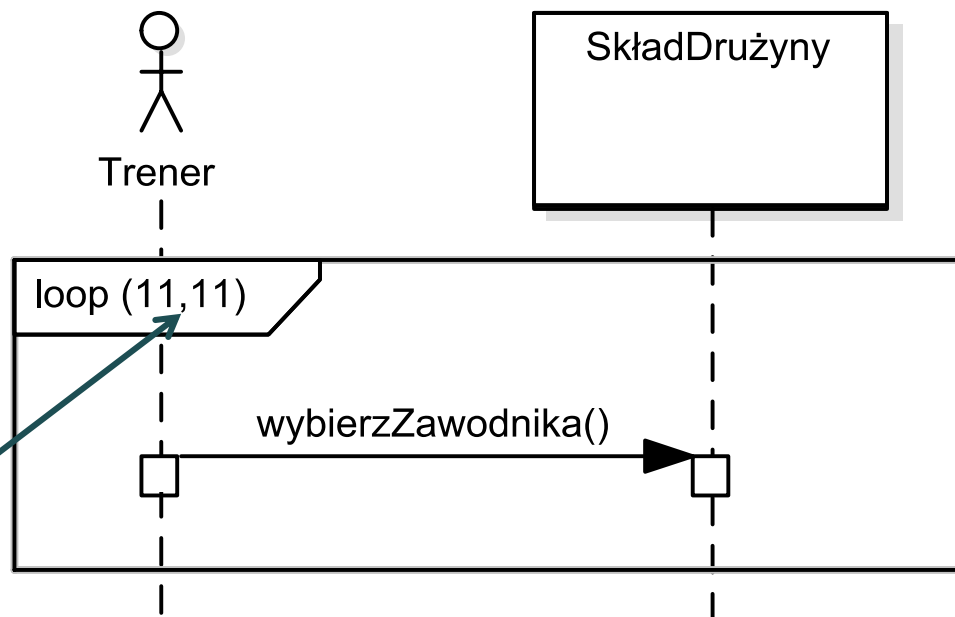 SkładDrużyny
Trener
loop (11,11)
wybierzZawodnika()